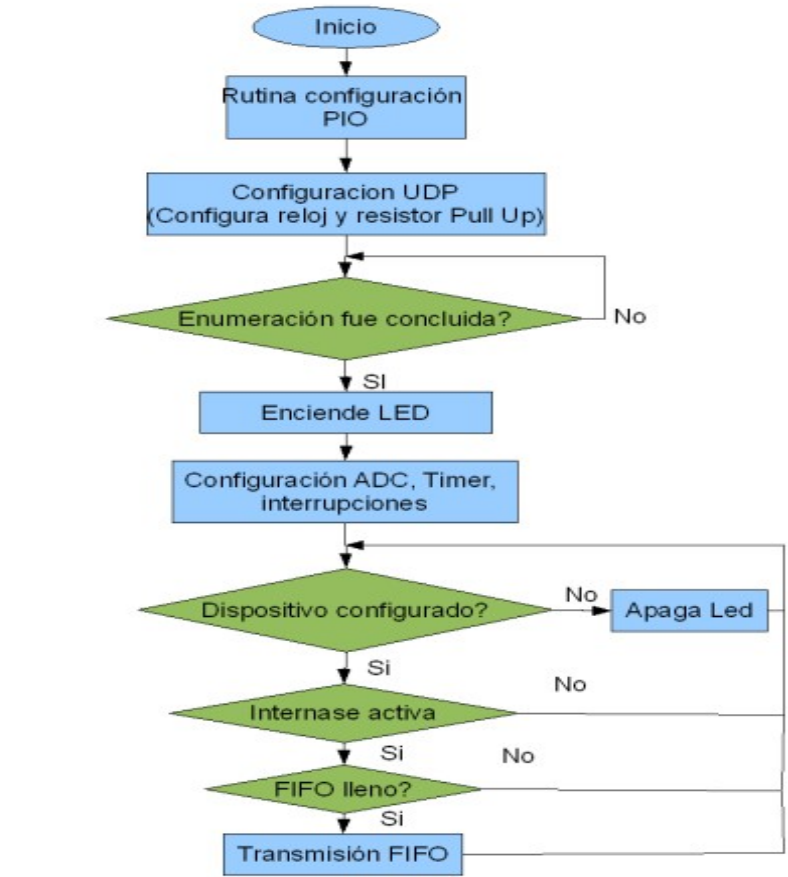 Inicio
Rutina configuración
PIO
Configuracion UDP
(Configura reloj y resistor Pull Up)
Enumeración fue concluida?
No
SI
Enciende LED
Configuración ADC, Timer,
interrupciones
Dispositivo configurado?
No
Apaga Led
Si
No
Internase activa
Si
No
FIFO lleno?
Si
Transmisión FIFO